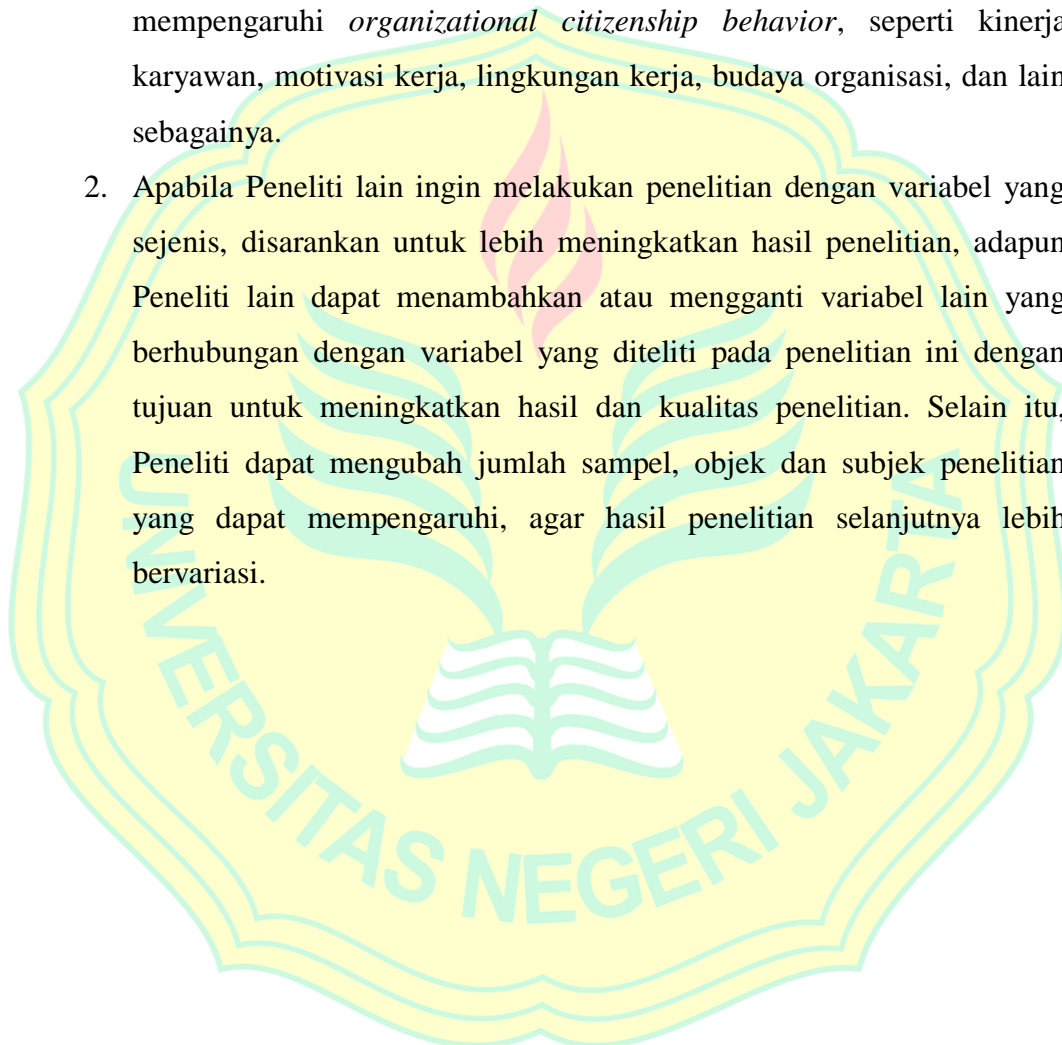 mempengaruhi organizational citizenship behavior, seperti kinerja
karyawan, motivasi kerja, lingkungan kerja, budaya organisasi, dan lain
sebagainya.
2. Apabila Peneliti lain ingin melakukan penelitian dengan variabel yang
sejenis, disarankan untuk lebih meningkatkan hasil penelitian, adapun
Peneliti lain dapat menambahkan atau mengganti variabel lain yang
berhubungan dengan variabel yang diteliti pada penelitian ini dengan
tujuan untuk meningkatkan hasil dan kualitas penelitian. Selain itu,
Peneliti dapat mengubah jumlah sampel, objek dan subjek penelitian
yang dapat mempengaruhi, agar hasil penelitian selanjutnya lebih
bervariasi.
UNIVERSITAS NEGERI JAKARTA